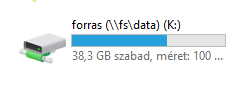 forras (\\fs\data) (K:)
38,3 GB szabad, méret: 100 ...